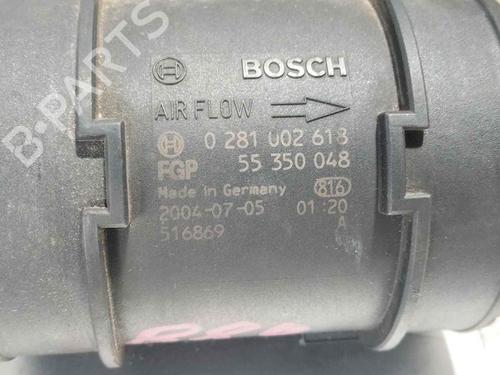 BOSCH
AIR FLOW
0 281 002 618
FGP 55 350 048
Made in Germany 816
2004-07-05 01:20
516869 A
B-PARTS